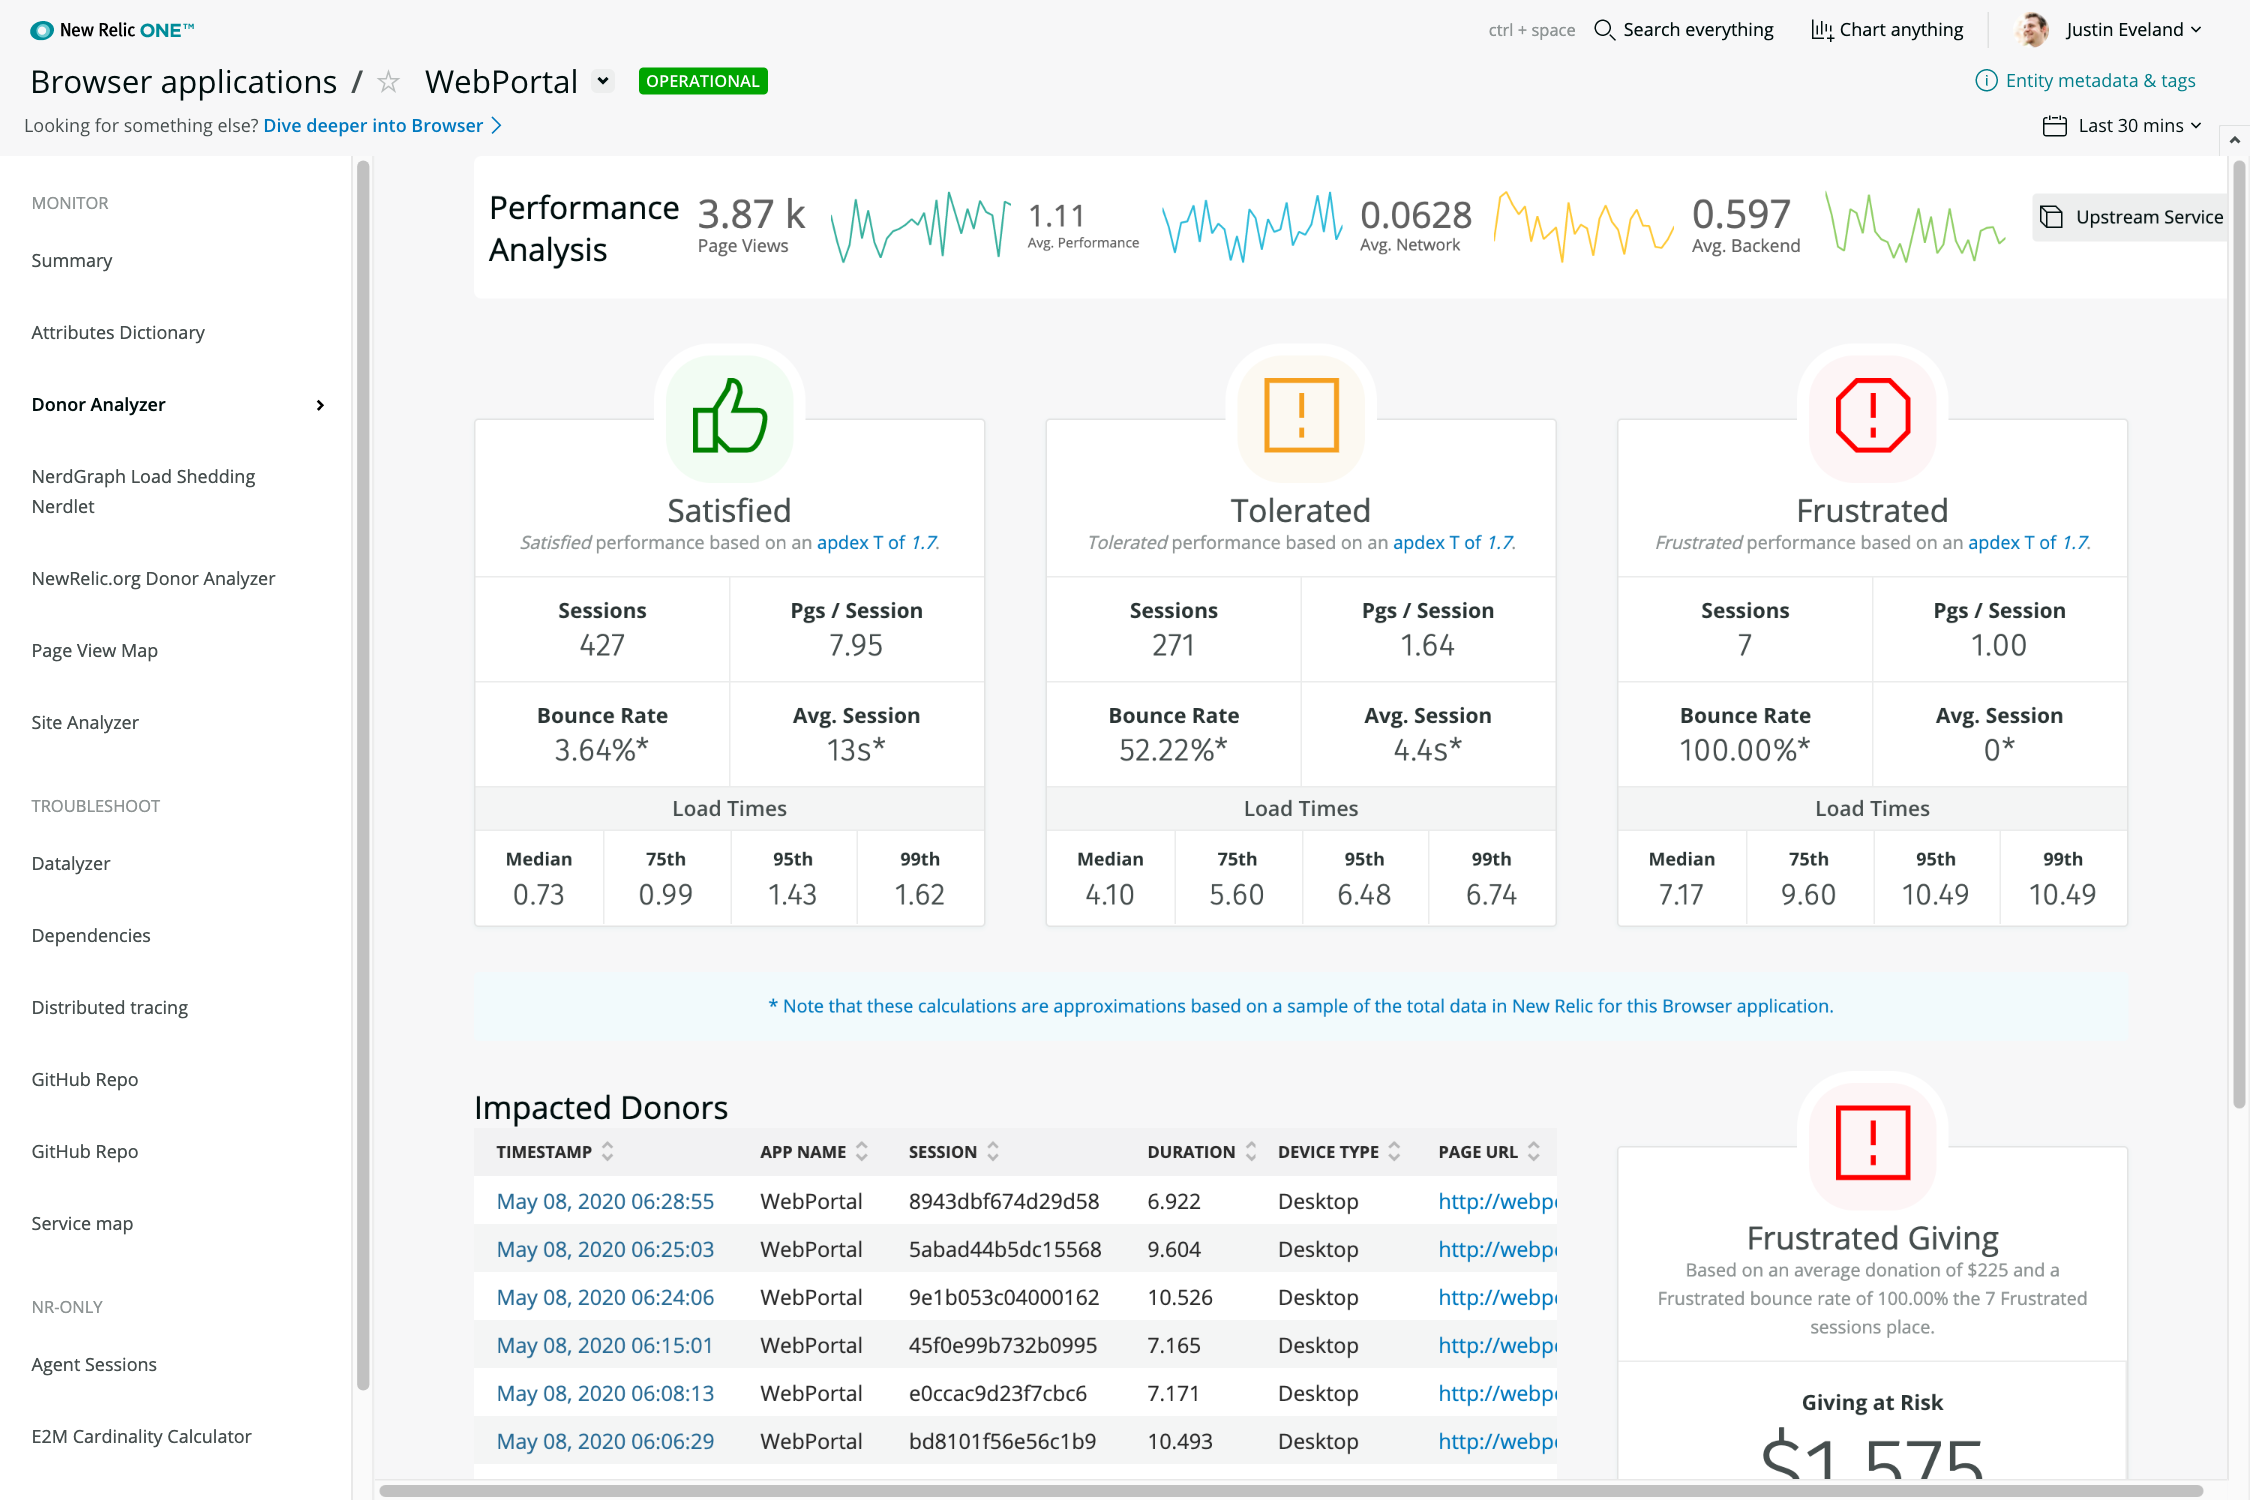 New Relic ONE™
ctrl + space
Search everything
Chart anything
Justin Eveland
Browser applications / WebPortal
OPERATIONAL
Entity metadata & tags
Looking for something else? Dive deeper into Browser
Last 30 mins
MONITOR
Summary
Attributes Dictionary
Donor Analyzer
NerdGraph Load Shedding
Nerdlet
NewRelic.org Donor Analyzer
Page View Map
Site Analyzer
TROUBLESHOOT
Datalyzer
Dependencies
Distributed tracing
GitHub Repo
GitHub Repo
Service map
NR-ONLY
Agent Sessions
E2M Cardinality Calculator
Performance
Analysis
3.87 k
Page Views
1.11
Avg. Performance
0.0628
Avg. Network
0.597
Avg. Backend
Upstream Service
Satisfied
Satisfied performance based on an apdex T of 1.7.
Sessions
427
Pgs / Session
7.95
Bounce Rate
3.64%*
Avg. Session
13s*
Load Times
Median 75th 95th 99th
0.73 0.99 1.43 1.62
Tolerated
Tolerated performance based on an apdex T of 1.7.
Sessions
271
Pgs / Session
1.64
Bounce Rate
52.22%*
Avg. Session
4.4s*
Load Times
Median 75th 95th 99th
4.10 5.60 6.48 6.74
Frustrated
Frustrated performance based on an apdex T of 1.7.
Sessions
7
Pgs / Session
1.00
Bounce Rate
100.00%*
Avg. Session
0*
Load Times
Median 75th 95th 99th
7.17 9.60 10.49 10.49
* Note that these calculations are approximations based on a sample of the total data in New Relic for this Browser application.
Impacted Donors
TIMESTAMP APP NAME SESSION DURATION DEVICE TYPE PAGE URL
May 08, 2020 06:28:55 WebPortal 8943dbf674d29d58 6.922 Desktop http://webp
May 08, 2020 06:25:03 WebPortal 5abad44b5dc15568 9.604 Desktop http://webp
May 08, 2020 06:24:06 WebPortal 9e1b053c04000162 10.526 Desktop http://webp
May 08, 2020 06:15:01 WebPortal 45f0e99b732b0995 7.165 Desktop http://webp
May 08, 2020 06:08:13 WebPortal e0ccac9d23f7cbc6 7.171 Desktop http://webp
May 08, 2020 06:06:29 WebPortal bd8101f56e56c1b9 10.493 Desktop http://webp
Frustrated Giving
Based on an average donation of $225 and a
Frustrated bounce rate of 100.00% the 7 Frustrated
sessions place.
Giving at Risk
$1,575